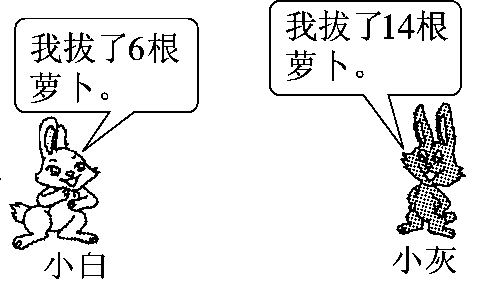 我拔了6根
萝卜。
我拔了14根
萝卜。
小白
小灰